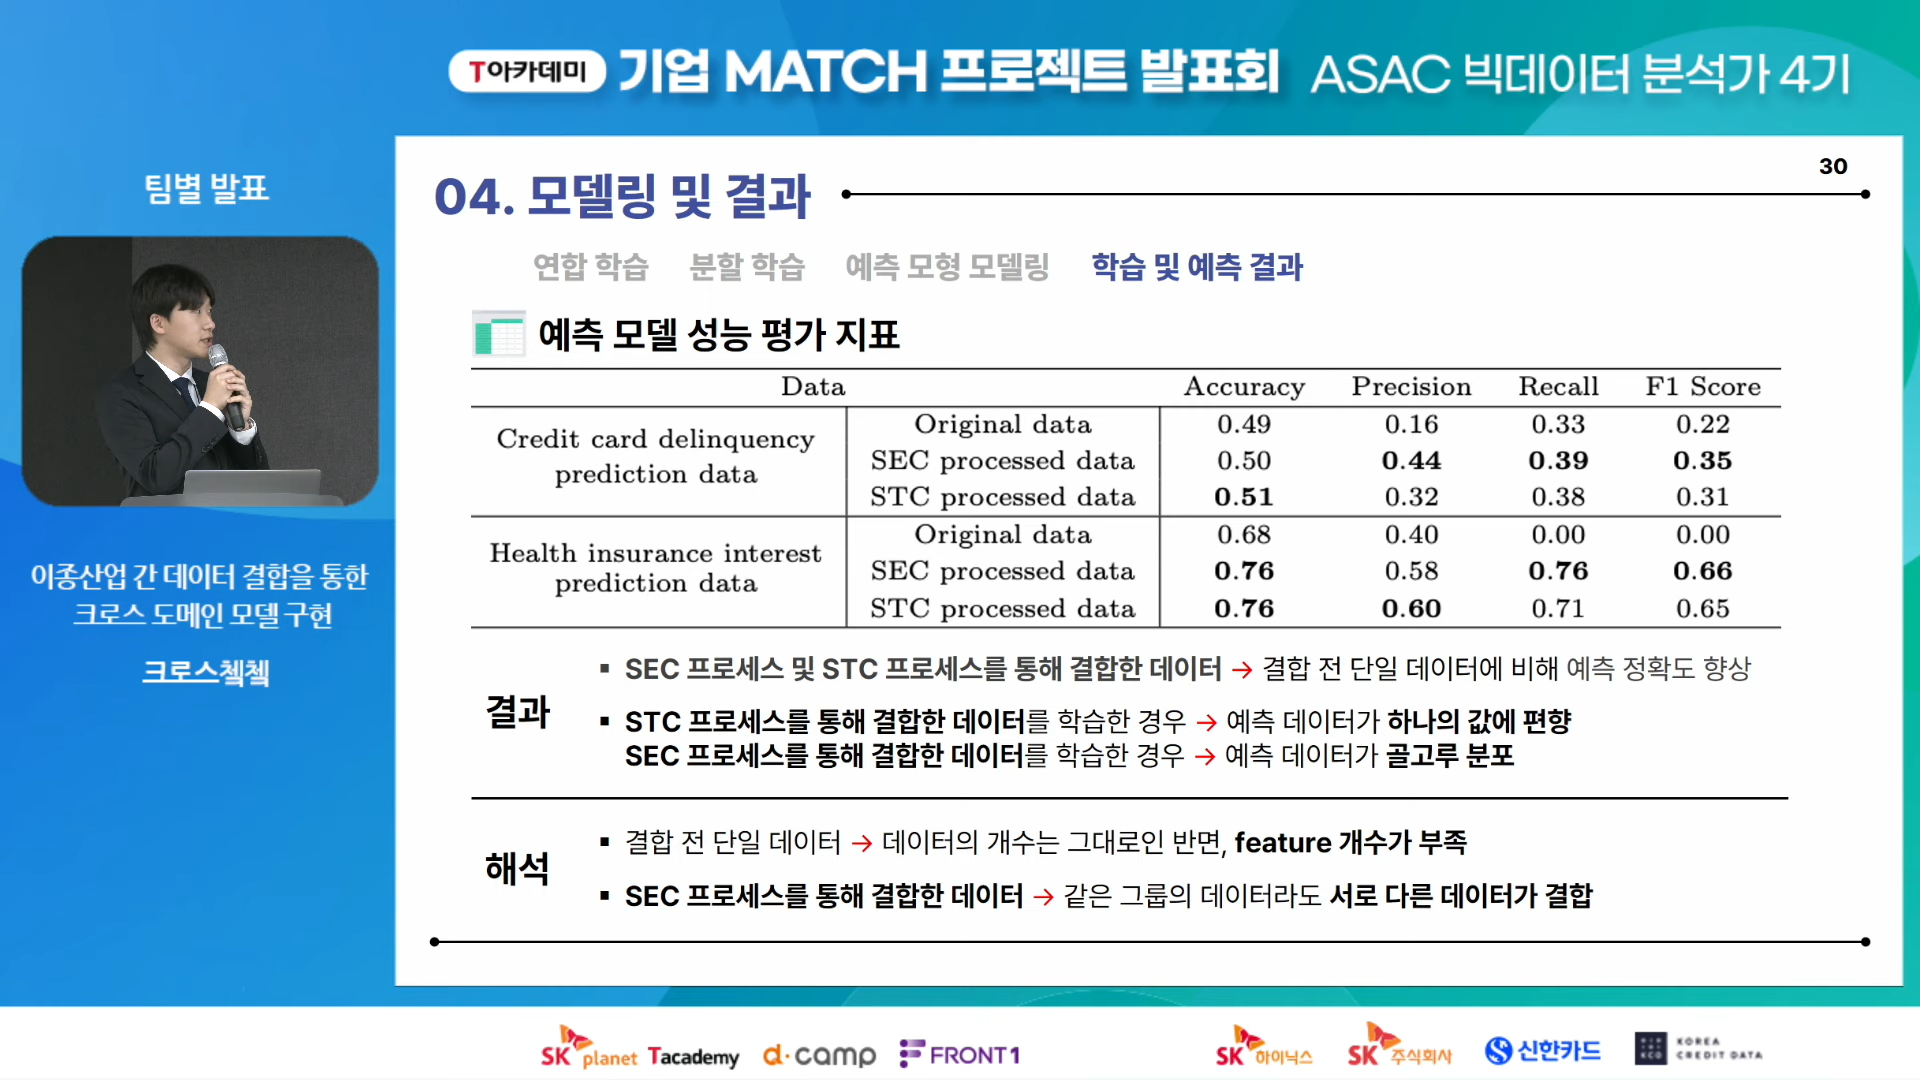 T아카데미 기업 MATCH 프로젝트 발표회 ASAC 빅데이터 분석가 4기
팀별 발표
이종산업 간 데이터 결합을 통한
크로스 도메인 모델 구현
크로스췤췤
30
04. 모델링 및 결과
연합 학습 분할 학습 예측 모형 모델링 학습 및 예측 결과
예측 모델 성능 평가 지표
Data Accuracy Precision Recall F1 Score
Credit card delinquency
prediction data
Original data 0.49 0.16 0.33 0.22
SEC processed data 0.50 0.44 0.39 0.35
STC processed data 0.51 0.32 0.38 0.31
Health insurance interest
prediction data
Original data 0.68 0.40 0.00 0.00
SEC processed data 0.76 0.58 0.76 0.66
STC processed data 0.76 0.60 0.71 0.65
결과
▪ SEC 프로세스 및 STC 프로세스를 통해 결합한 데이터 → 결합 전 단일 데이터에 비해 예측 정확도 향상
▪ STC 프로세스를 통해 결합한 데이터를 학습한 경우 → 예측 데이터가 하나의 값에 편향
SEC 프로세스를 통해 결합한 데이터를 학습한 경우 → 예측 데이터가 골고루 분포
해석
▪ 결합 전 단일 데이터 → 데이터의 개수는 그대로인 반면, feature 개수가 부족
▪ SEC 프로세스를 통해 결합한 데이터 → 같은 그룹의 데이터라도 서로 다른 데이터가 결합
SK planet Tacademy d·camp FRONT1 SK 하이닉스 SK 주식회사 신한카드 KOREA CREDIT DATA